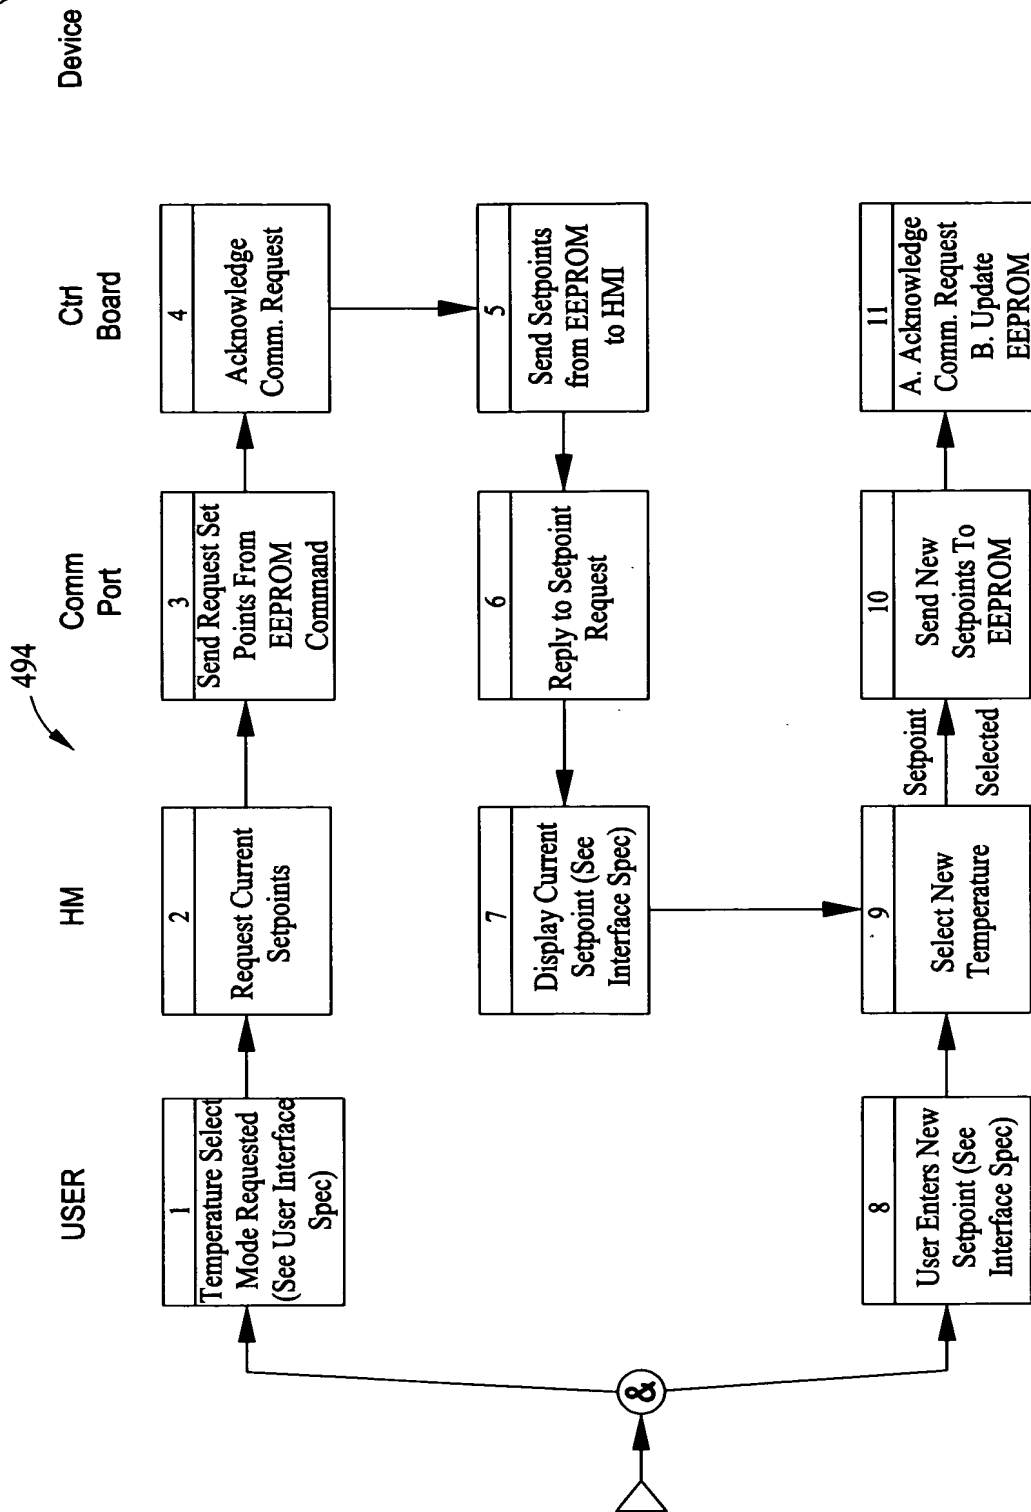 494
USER
HM
Comm
Port
Ctrl
Board
Device
1
Temperature Select
Mode Requested
(See User Interface
Spec)
2
Request Current
Setpoints
3
Send Request Set
Points From
EEPROM
Command
4
Acknowledge
Comm. Request
7
Display Current
Setpoint (See
Interface Spec)
6
Reply to Setpoint
Request
5
Send Setpoints
from EEPROM
to HMI
&
8
User Enters New
Setpoint (See
Interface Spec)
9
Select New
Temperature
Setpoint
Selected
10
Send New
Setpoints To
EEPROM
11
A. Acknowledge
Comm. Request
B. Update
EEPROM